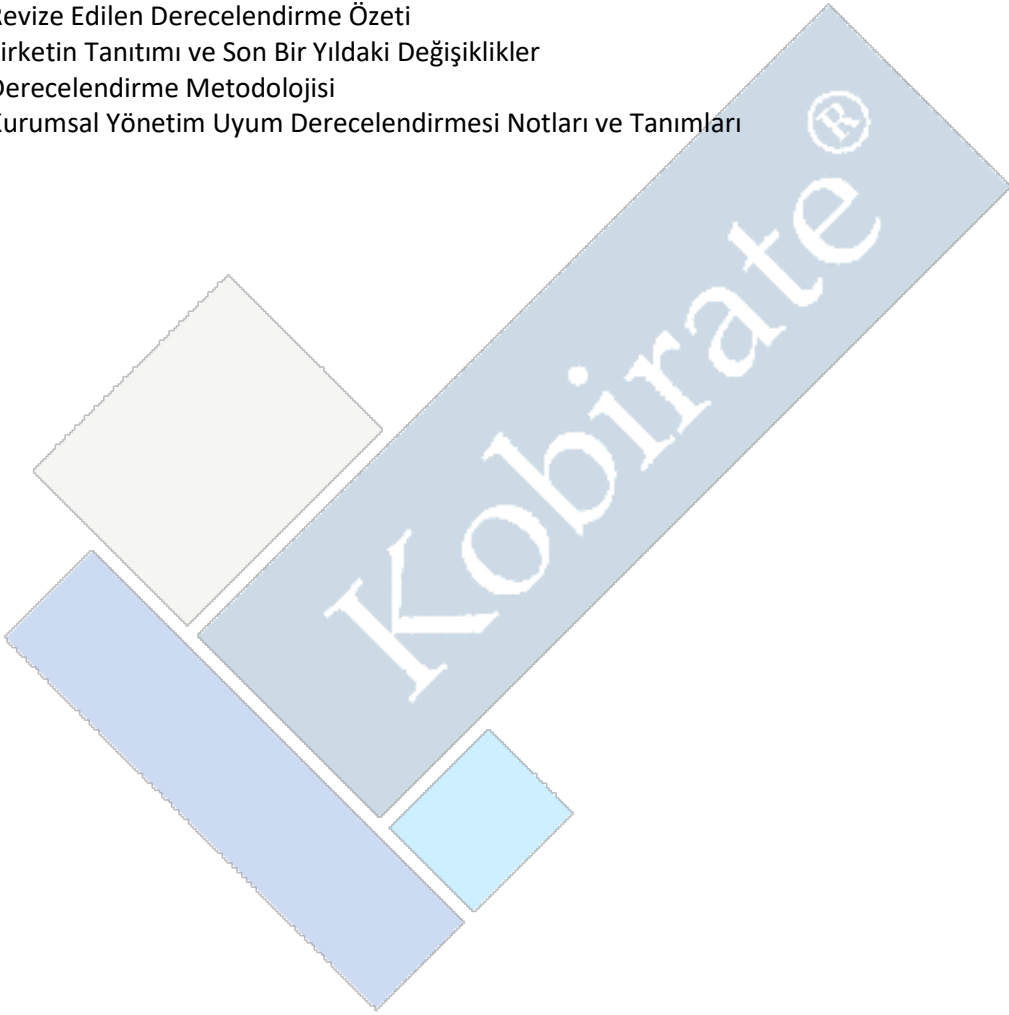 Revize Edilen Derecelendirme Özeti
irketin Tanıtımı ve Son Bir Yıldaki Değişiklikler
Derecelendirme Metodolojisi
Kurumsal Yönetim Uyum Derecelendirmesi Notları ve Tanımları
Kobirate ®